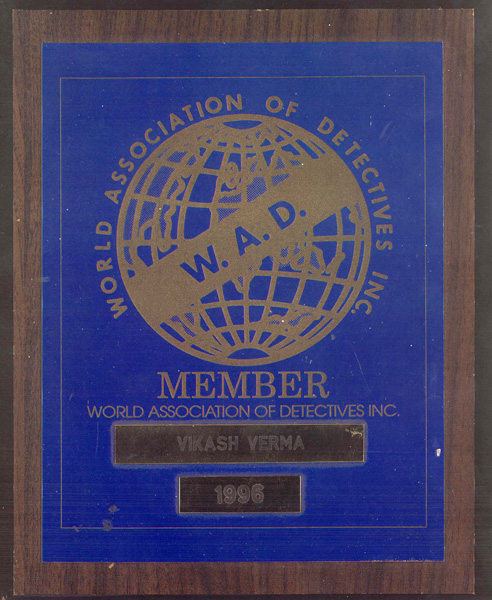 WORLD ASSOCIATION OF DETECTIVES INC
W.A.D.
MEMBER
WORLD ASSOCIATION OF DETECTIVES INC.
VIKASH VERMA
1996